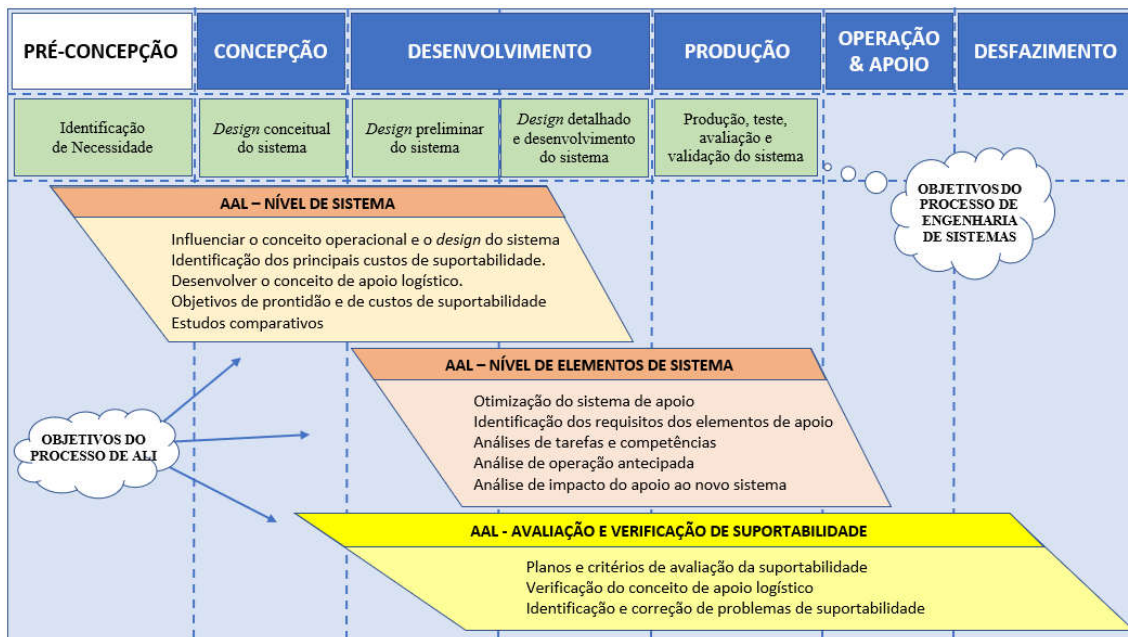 PRÉ-CONCEPÇÃO
CONCEPÇÃO
DESENVOLVIMENTO
PRODUÇÃO
OPERAÇÃO
& APOIO
DESFAZIMENTO
Identificação
de Necessidade
Design conceitual
do sistema
Design preliminar
do sistema
Design detalhado
e desenvolvimento
do sistema
Produção, teste,
avaliação e
validação do sistema
OBJETIVOS DO
PROCESSO DE
ENGENHARIA
DE SISTEMAS
AAL – NÍVEL DE SISTEMA
Influenciar o conceito operacional e o design do sistema
Identificação dos principais custos de suportabilidade.
Desenvolver o conceito de apoio logístico.
Objetivos de prontidão e de custos de suportabilidade
Estudos comparativos
AAL – NÍVEL DE ELEMENTOS DE SISTEMA
Otimização do sistema de apoio
Identificação dos requisitos dos elementos de apoio
Análises de tarefas e competências
Análise de operação antecipada
Análise de impacto do apoio ao novo sistema
OBJETIVOS DO
PROCESSO DE ALI
AAL - AVALIAÇÃO E VERIFICAÇÃO DE SUPORTABILIDADE
Planos e critérios de avaliação da suportabilidade
Verificação do conceito de apoio logístico
Identificação e correção de problemas de suportabilidade